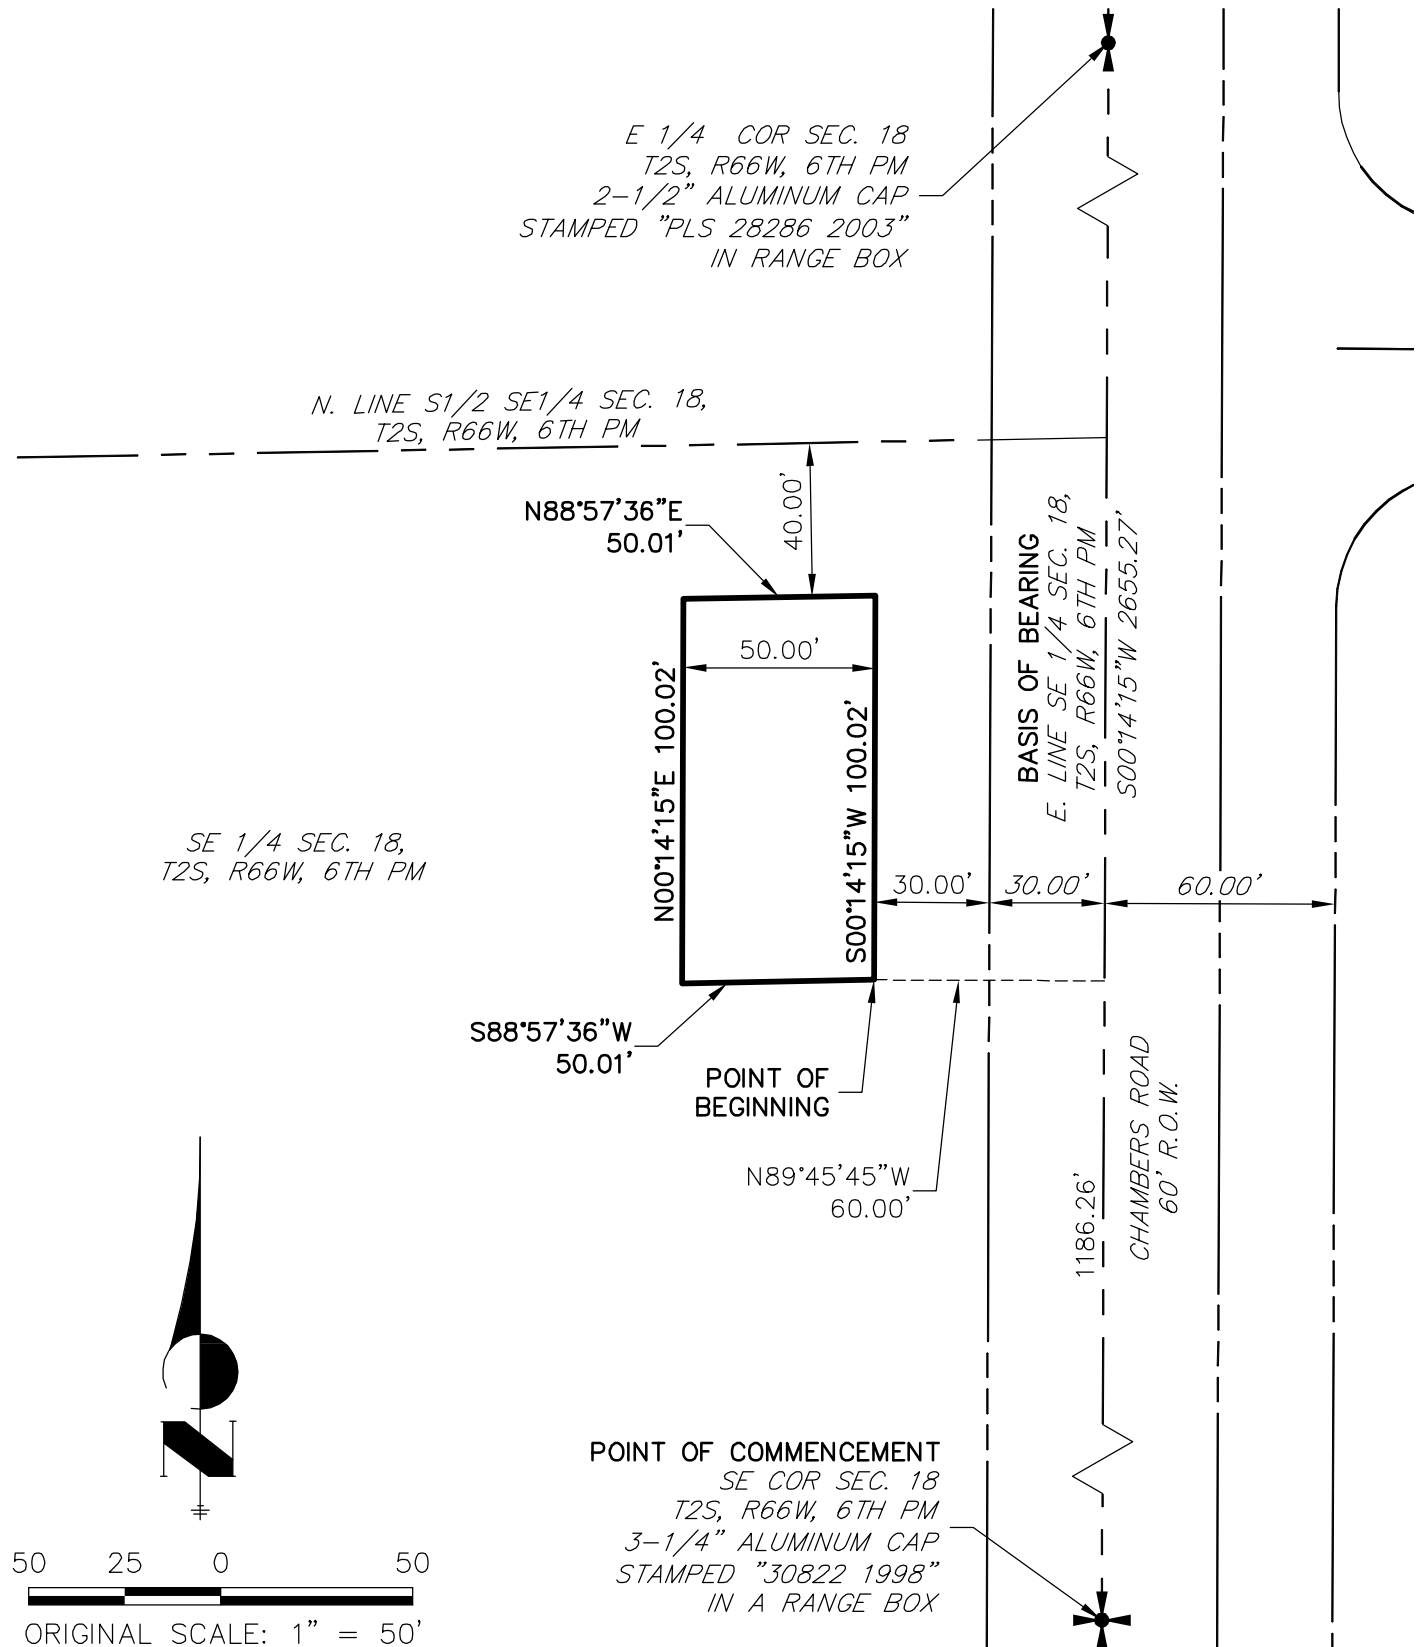 E 1/4 COR SEC. 18
T2S, R66W, 6TH PM
2-1/2" ALUMINUM CAP
STAMPED "PLS 28286 2003"
IN RANGE BOX
N. LINE S1/2 SE1/4 SEC. 18,
T2S, R66W, 6TH PM
40.00'
N88°57'36"E
50.01'
BASIS OF BEARING
E. LINE SE 1/4 SEC. 18,
T2S, R66W, 6TH PM
S00°14'15"W 2655.27'
50.00'
N00°14'15"E 100.02'
S00°14'15"W 100.02'
SE 1/4 SEC. 18,
T2S, R66W, 6TH PM
30.00'
30.00'
60.00'
S88°57'36"W
50.01'
POINT OF
BEGINNING
N89°45'45"W
60.00'
1186.26'
CHAMBERS ROAD
60' R.O.W.
N
POINT OF COMMENCEMENT
SE COR SEC. 18
T2S, R66W, 6TH PM
3-1/4" ALUMINUM CAP
STAMPED "30822 1998"
IN A RANGE BOX
50 25 0 50
ORIGINAL SCALE: 1" = 50'